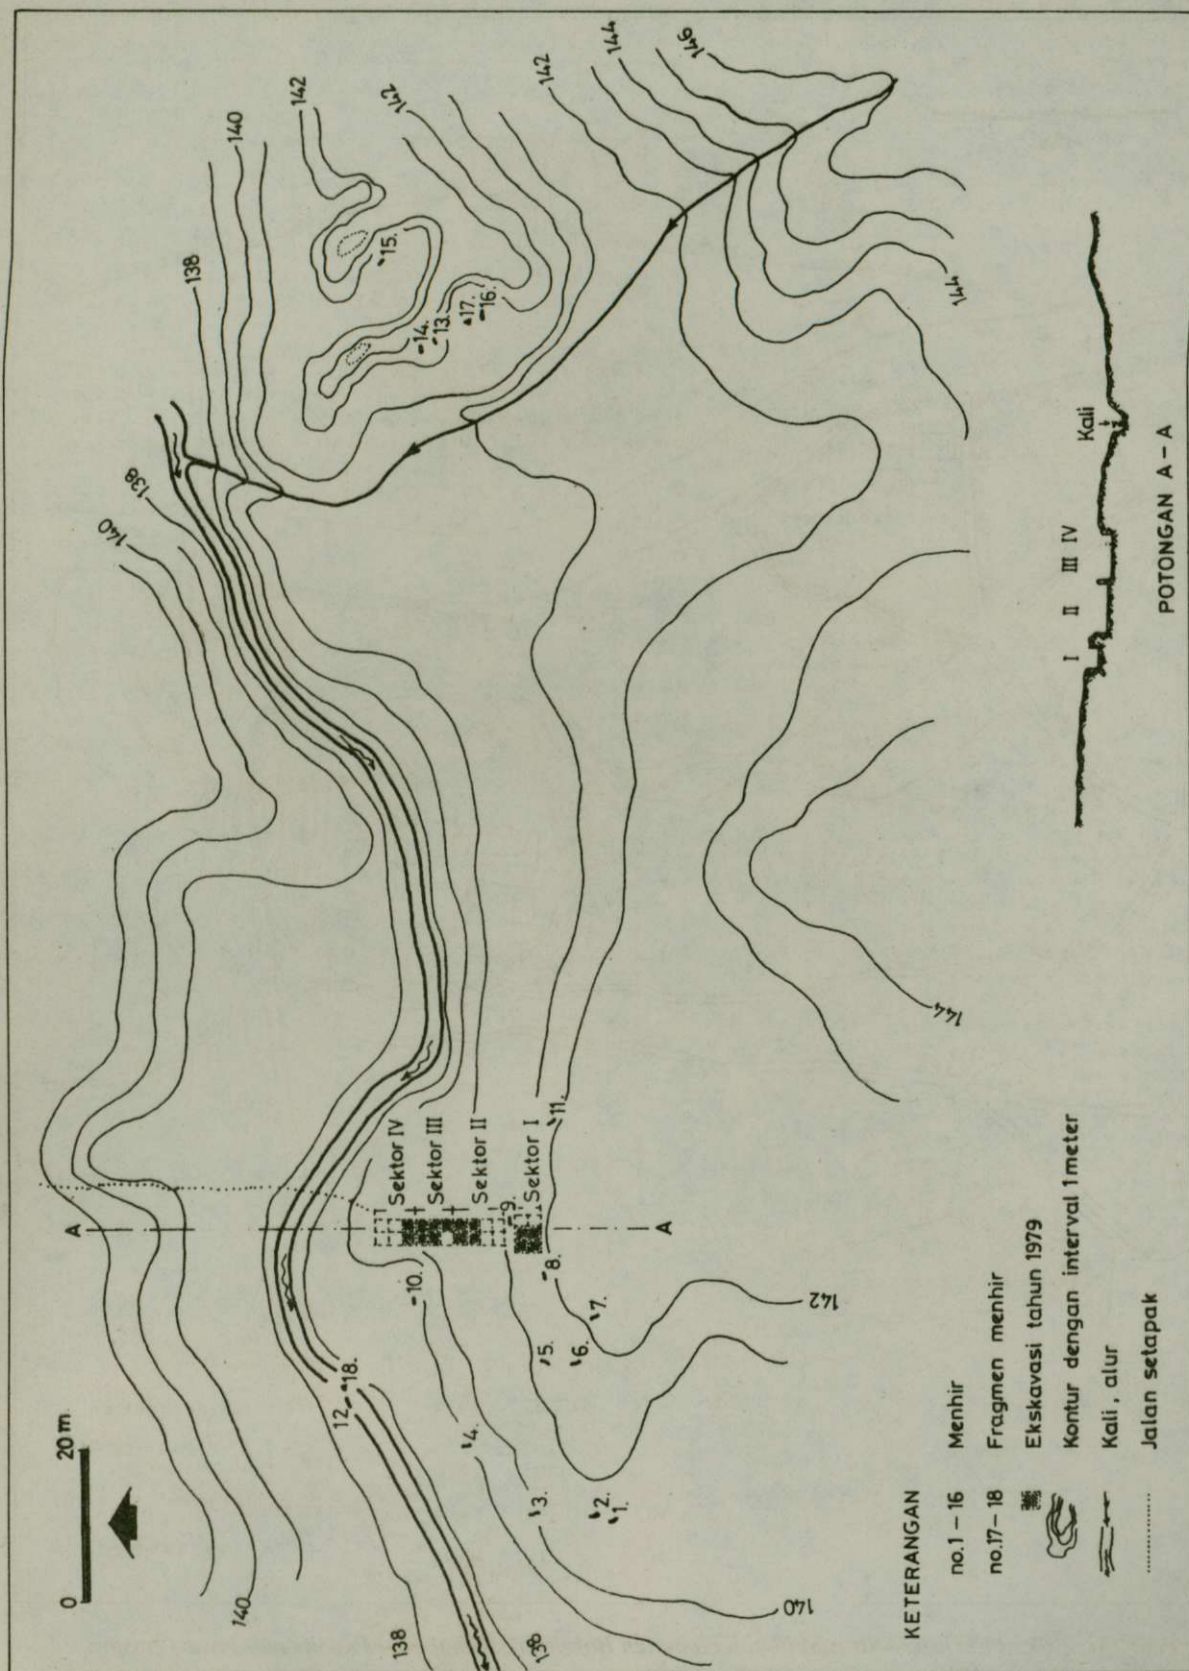 0 20 m
140
138
138
12.
18.
4.
3.
2.
1.
5.
6.
7.
8.
10.
9.
11.
140
142
A
A
Sektor IV
Sektor III
Sektor II
Sektor I
140
138
138
140
142
142
142
144
146
14.
13.
17.
16.
15.
144
144
KETERANGAN
no.1 – 16 Menhir
no.17 – 18 Fragmen menhir
Ekskavasi tahun 1979
Kontur dengan interval 1 meter
Kali, alur
Jalan setapak
I II III IV
Kali
POTONGAN A – A